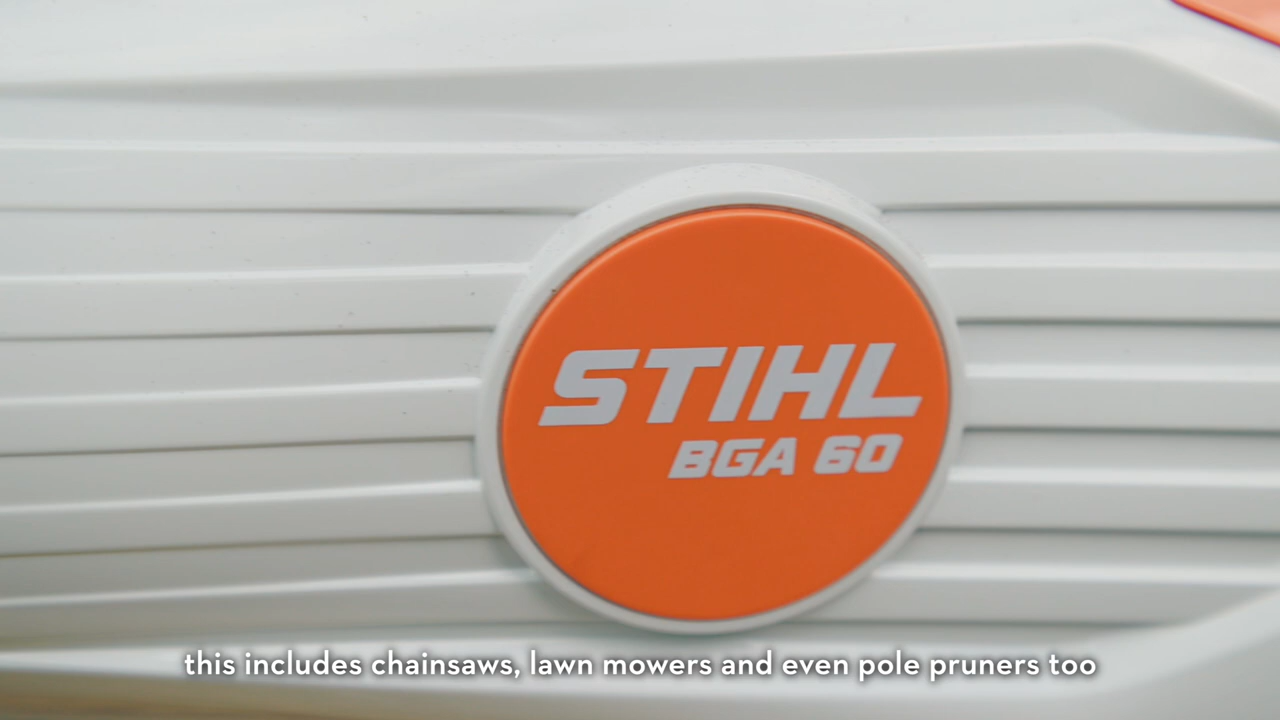 STIHL
BGA 60
this includes chainsaws, lawn mowers and even pole pruners too